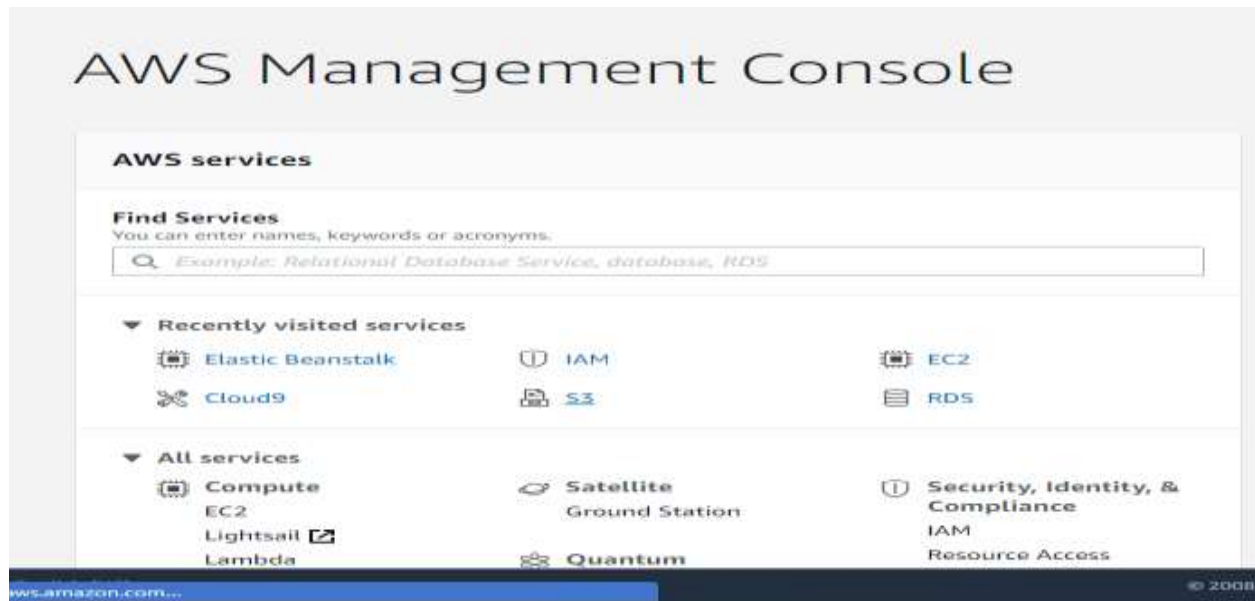 AWS Management Console
AWS services
Find Services
You can enter names, keywords or acronyms.
Example: Relational Database Service, database, RDS
Recently visited services
Elastic Beanstalk
IAM
EC2
Cloud9
S3
RDS
All services
Compute
EC2
Lightsail
Lambda
Satellite
Ground Station
Quantum
Security, Identity, &
Compliance
IAM
Resource Access
ws.amazon.com...
© 2008